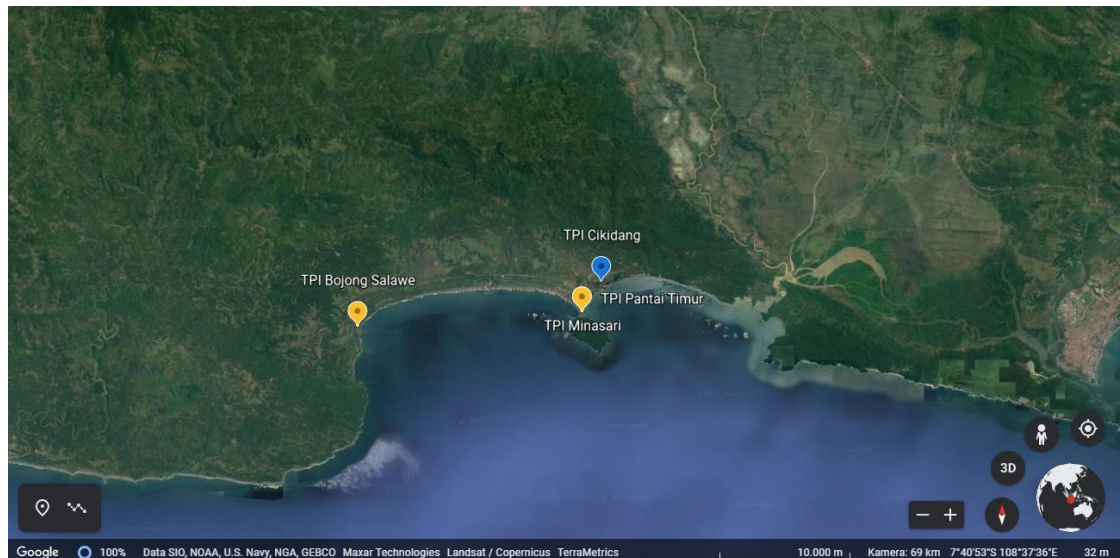 TPI Cikidang
TPI Bojong Salawe
TPI Pantai Timur
TPI Minasari
3D
Google 100% Data SIO, NOAA, U.S. Navy, NGA, GEBCO Maxar Technologies Landsat / Copernicus TerraMetrics 10.000 m Kamera: 69 km 7°40'53"S 108°37'36"E 32 m